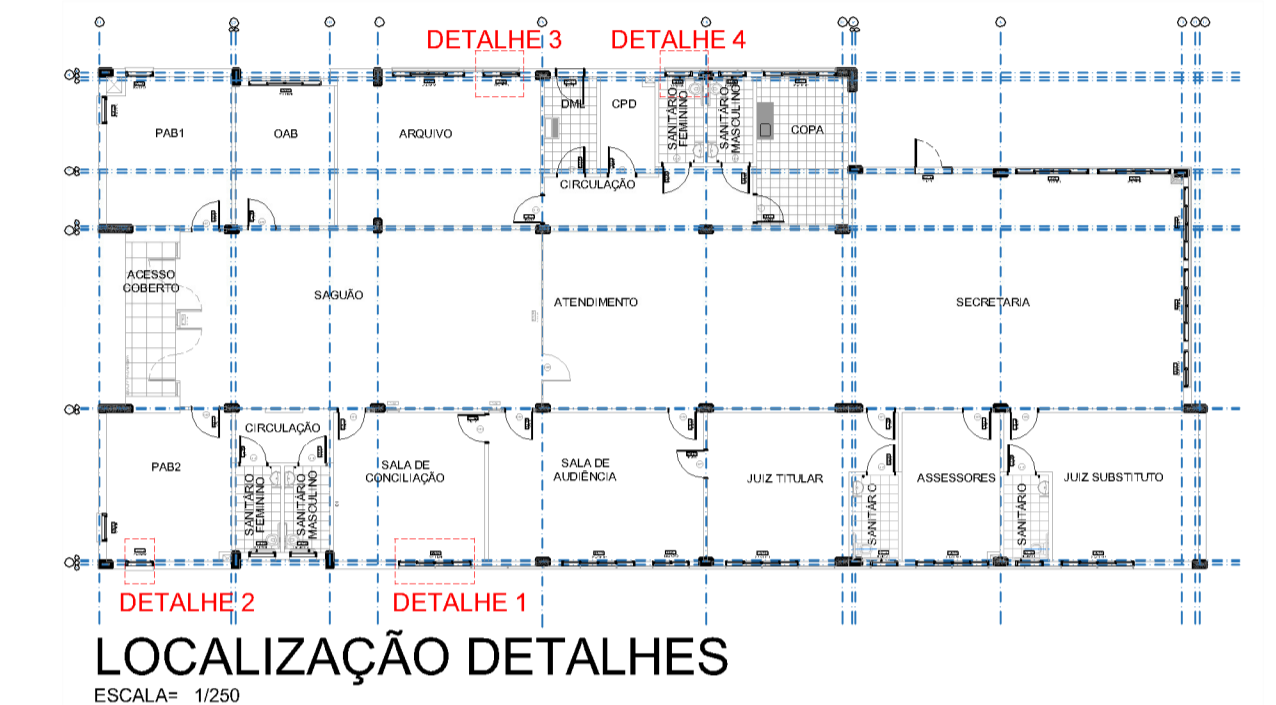 DETALHE 3
DETALHE 4
PAB1
OAB
ARQUIVO
DML
CPD
SANITÁRIO
FEMININO
SANITÁRIO
MASCULINO
COPA
CIRCULAÇÃO
ACESSO
COBERTO
SAGUÃO
ATENDIMENTO
SECRETARIA
CIRCULAÇÃO
PAB2
SANITÁRIO
FEMININO
SANITÁRIO
MASCULINO
SALA DE
CONCILIAÇÃO
SALA DE
AUDIÊNCIA
JUIZ TITULAR
SANITÁRIO
ASSESSORES
SANITÁRIO
JUIZ SUBSTITUTO
DETALHE 2
DETALHE 1
LOCALIZAÇÃO DETALHES
ESCALA= 1/250